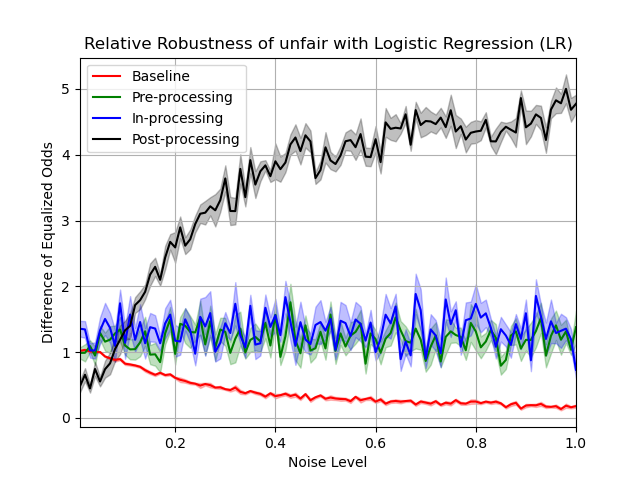 Relative Robustness of unfair with Logistic Regression (LR)
Baseline
Pre-processing
In-processing
Post-processing
Difference of Equalized Odds
5
4
3
2
1
0
0.2 0.4 0.6 0.8 1.0
Noise Level